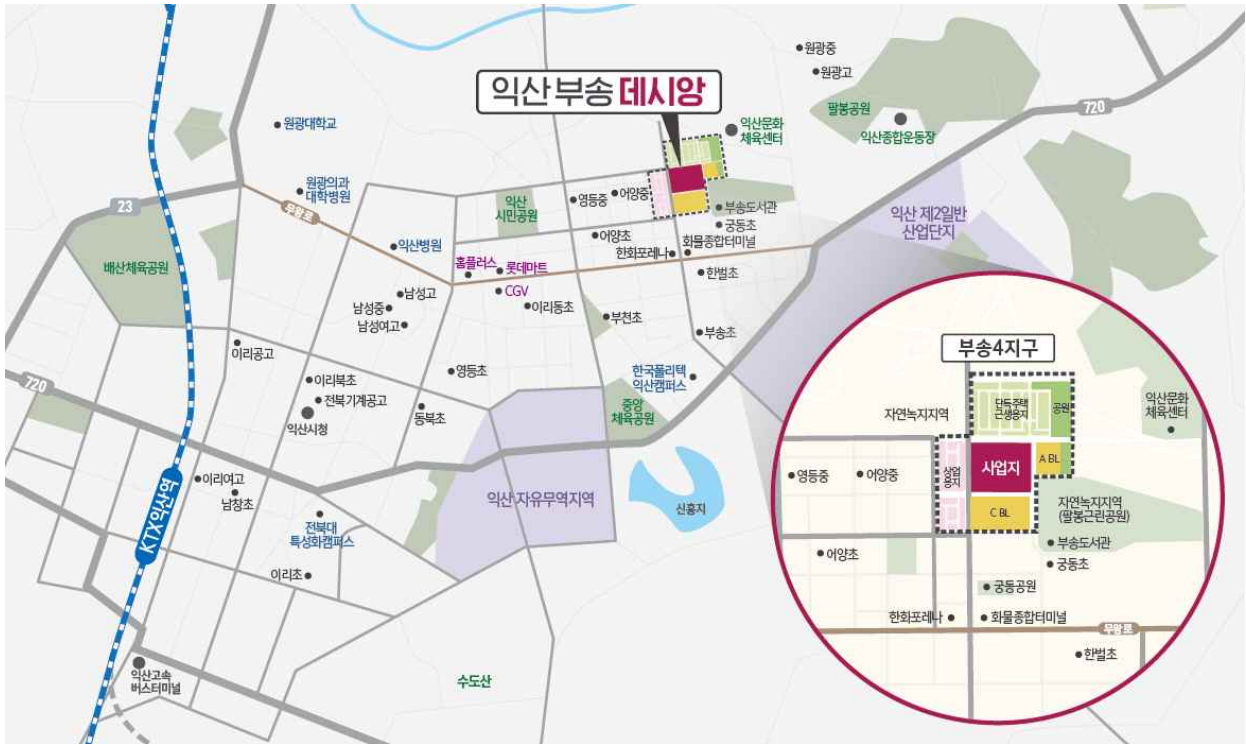 원광중
원광고
익산 부송 데시앙
720
팔봉공원
익산종합운동장
원광대학교
익산문화
체육센터
원광의과
대학병원
23
무왕로
익산
시민공원
영등중
어양중
부송도서관
궁동초
익산 제2일반
산업단지
배산체육공원
익산병원
어양초
한화포레나
화물종합터미널
홈플러스
롯데마트
한벌초
CGV
남성고
남성중
남성여고
이리동초
부천초
부송초
이리공고
720
이리북초
전북기계공고
익산시청
영등초
동북초
한국폴리텍
익산캠퍼스
중앙
체육공원
KTX익산역
이리여고
남창초
익산 자유무역지역
신흥지
전북대
특성화캠퍼스
이리초
익산고속
버스터미널
수도산
부송4지구
자연녹지지역
단독주택
근생용지
공원
익산문화
체육센터
영등중
어양중
상업
용지
사업지
A BL
C BL
자연녹지지역
(팔봉근린공원)
어양초
부송도서관
궁동초
궁동공원
한화포레나
화물종합터미널
무왕로
한벌초